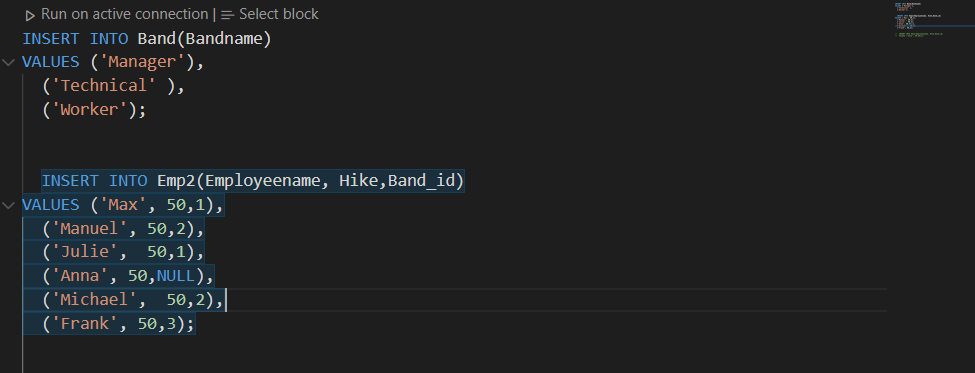 Run on active connection | Select block
INSERT INTO Band(Bandname)
VALUES ('Manager'),
('Technical' ),
('Worker');
INSERT INTO Emp2(Employeename, Hike,Band_id)
VALUES ('Max', 50,1),
('Manuel', 50,2),
('Julie',  50,1),
('Anna', 50,NULL),
('Michael',  50,2),
('Frank', 50,3);